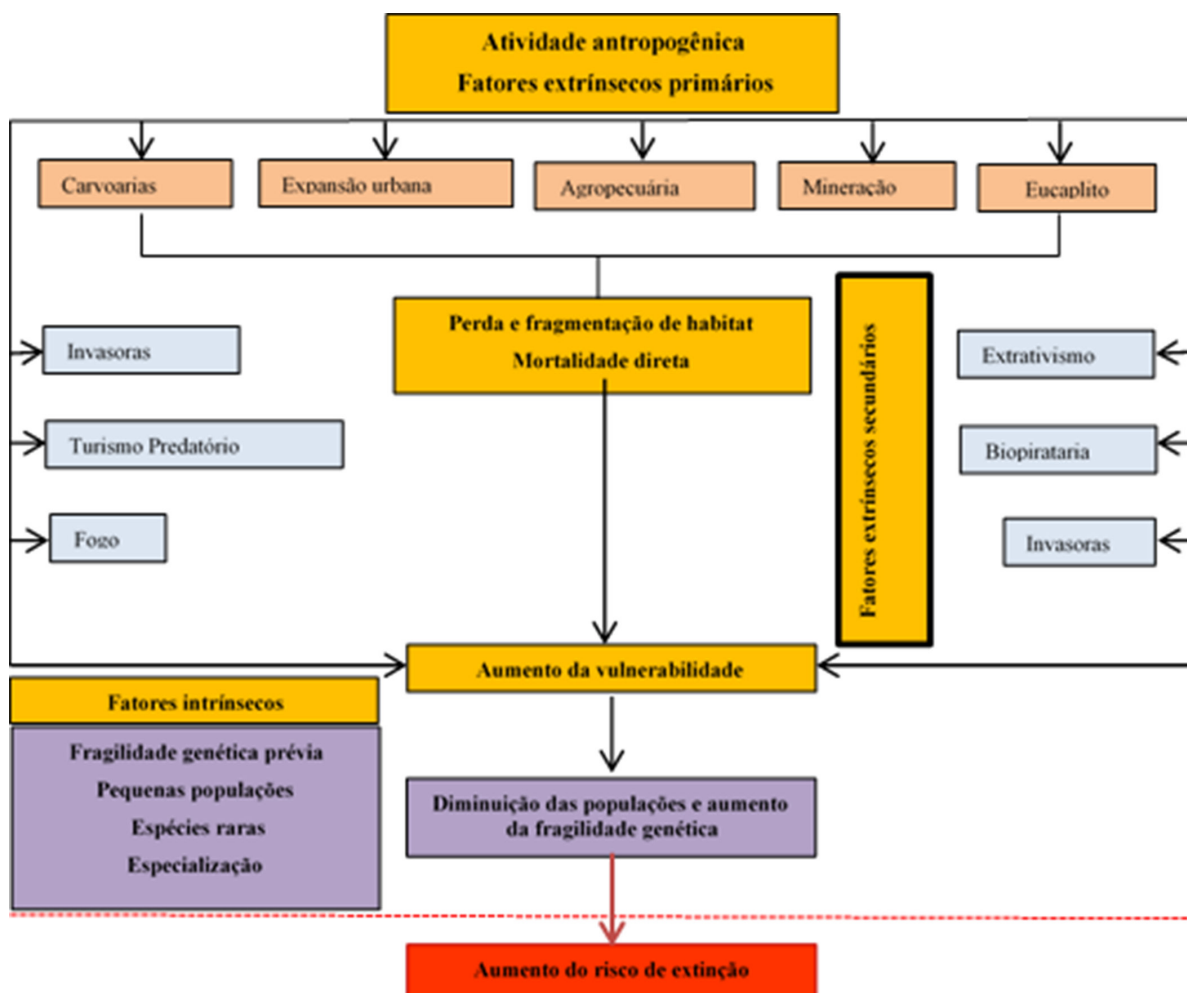 Atividade antropogênica
Fatores extrínsecos primários
Carvoarias
Expansão urbana
Agropecuária
Mineração
Eucaplito
Perda e fragmentação de habitat
Mortalidade direta
Fatores extrínsecos secundários
Invasoras
Turismo Predatório
Fogo
Extrativismo
Biopirataria
Invasoras
Aumento da vulnerabilidade
Fatores intrínsecos
Fragilidade genética prévia
Pequenas populações
Espécies raras
Especialização
Diminuição das populações e aumento
da fragilidade genética
Aumento do risco de extinção